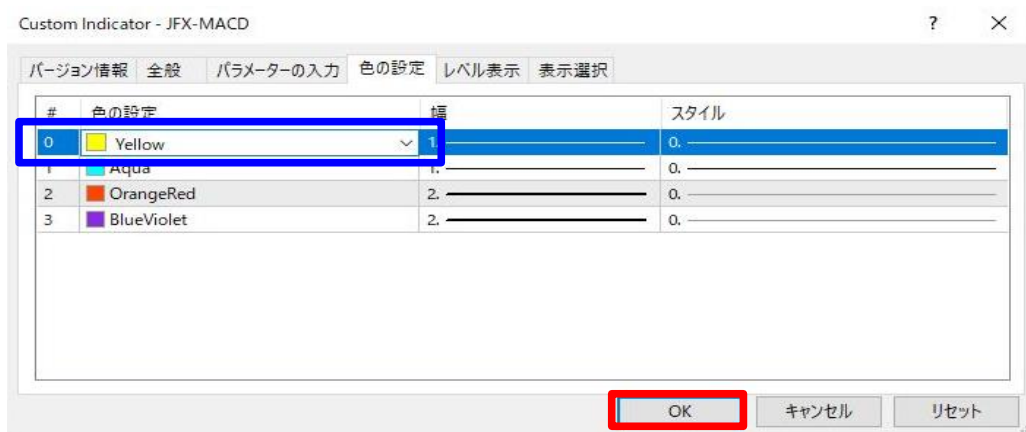 Custom Indicator - JFX-MACD ? ×
バージョン情報 全般 パラメーターの入力 色の設定 レベル表示 表示選択
# 色の設定 幅 スタイル
0 Yellow 1. 0.
1 Aqua 1. 0.
2 OrangeRed 2. 0.
3 BlueViolet 2. 0.
OK キャンセル リセット